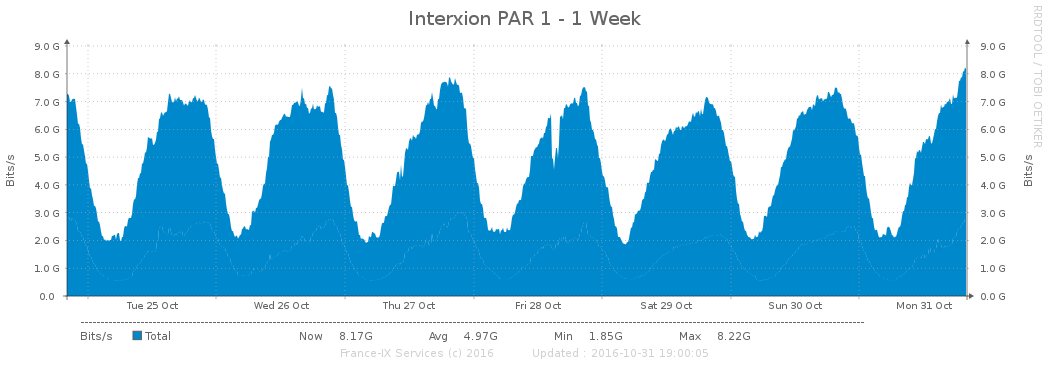 Interxion PAR 1 - 1 Week
RRDTOOL / TOBI OETIKER
Bits/s
9.0 G 9.0 G
8.0 G 8.0 G
7.0 G 7.0 G
6.0 G 6.0 G
5.0 G 5.0 G
4.0 G 4.0 G
3.0 G 3.0 G
2.0 G 2.0 G
1.0 G 1.0 G
0.0 0.0 G
Bits/s
Tue 25 Oct Wed 26 Oct Thu 27 Oct Fri 28 Oct Sat 29 Oct Sun 30 Oct Mon 31 Oct
Bits/s Total Now 8.17G Avg 4.97G Min 1.85G Max 8.22G
France-IX Services (c) 2016 Updated : 2016-10-31 19:00:05